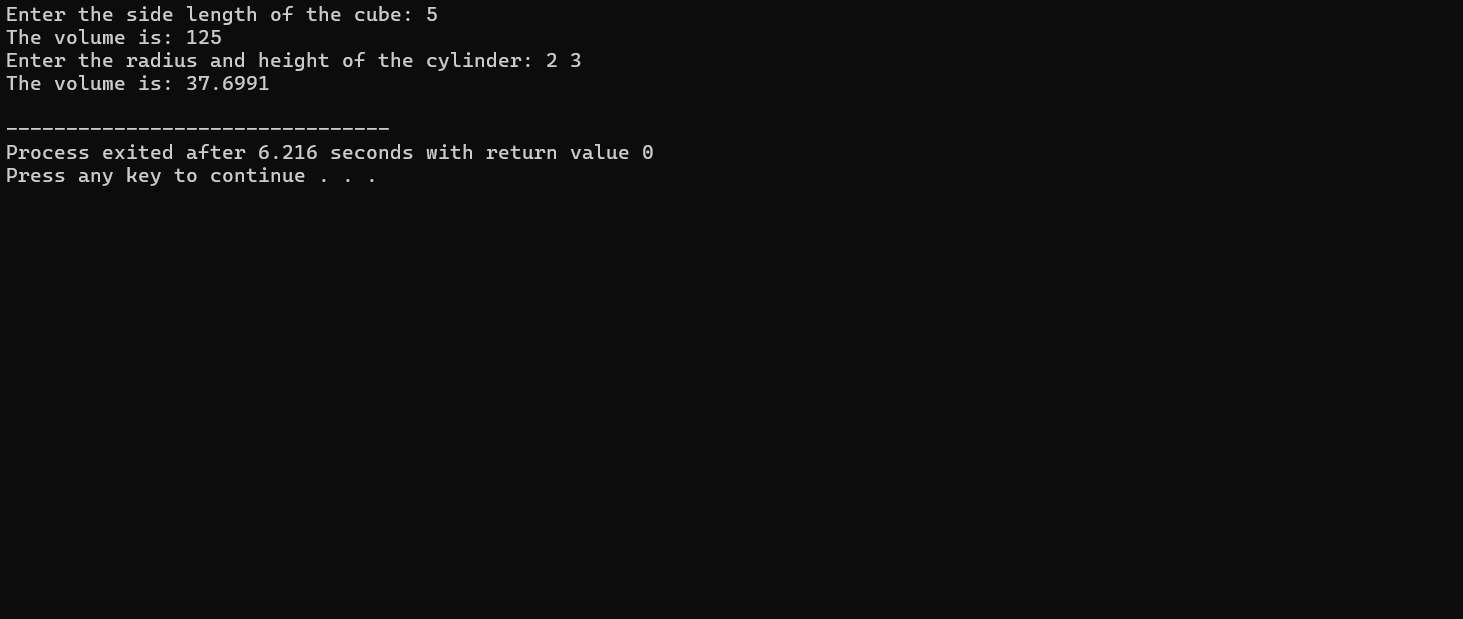 Enter the side length of the cube: 5
The volume is: 125
Enter the radius and height of the cylinder: 2 3
The volume is: 37.6991
--------------------------------
Process exited after 6.216 seconds with return value 0
Press any key to continue . . .